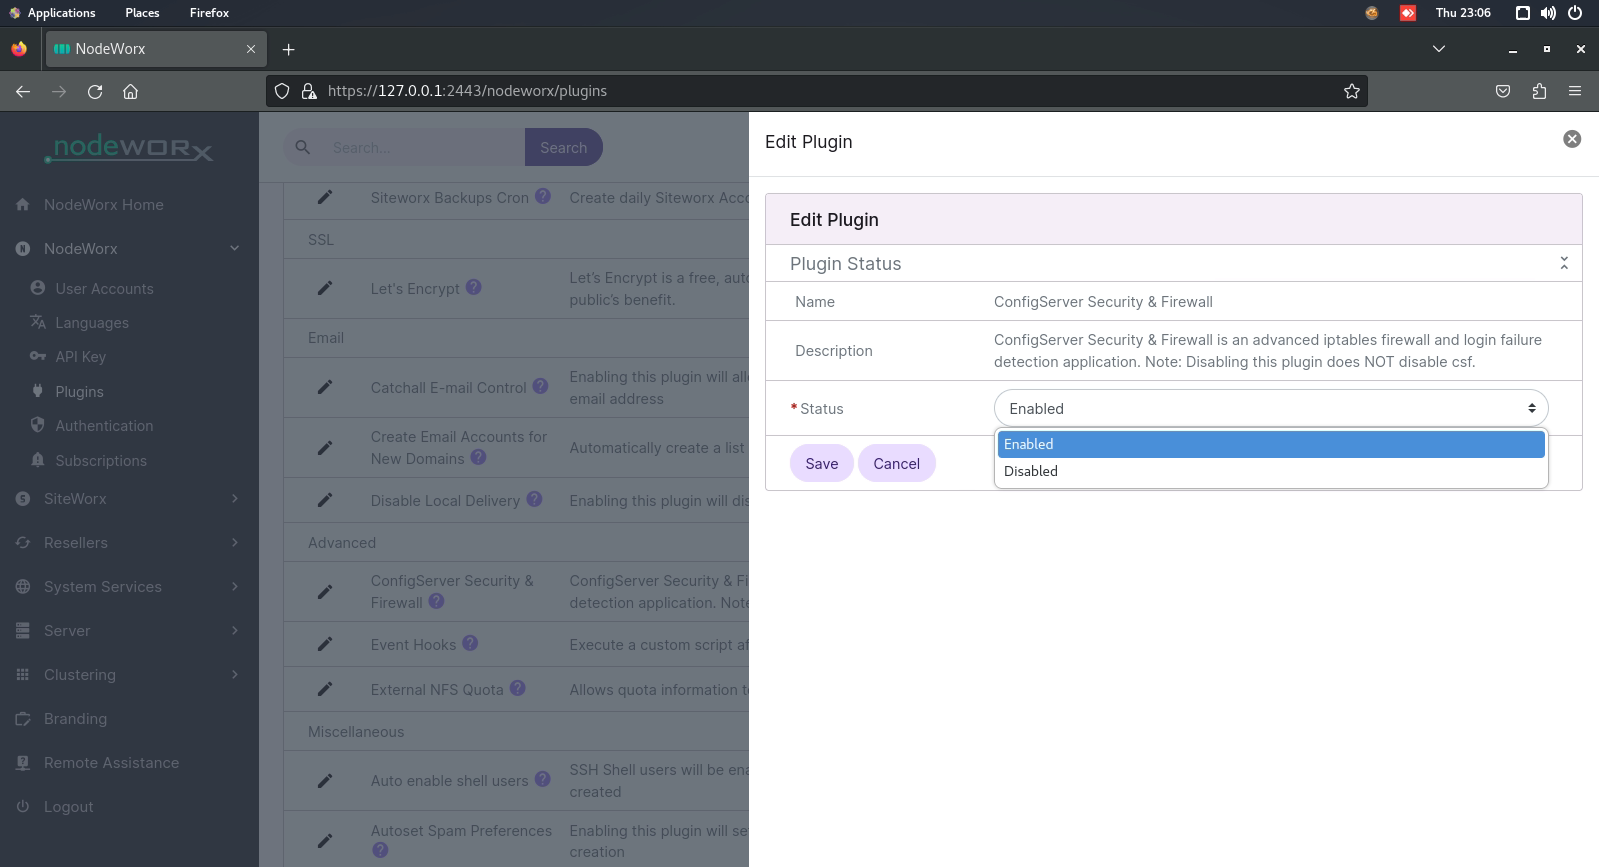 Applications Places Firefox Thu 23:06
NodeWorx
https://127.0.0.1:2443/nodeworx/plugins
nodeworx
NodeWorx Home
NodeWorx
User Accounts
Languages
API Key
Plugins
Authentication
Subscriptions
SiteWorx
Resellers
System Services
Server
Clustering
Branding
Remote Assistance
Logout
Search... Search
Siteworx Backups Cron ? Create daily Siteworx Acco
SSL
Let's Encrypt ? Let's Encrypt is a free, aut
public's benefit.
Email
Catchall E-mail Control ? Enabling this plugin will all
email address
Create Email Accounts for
New Domains ? Automatically create a list
Disable Local Delivery ? Enabling this plugin will dis
Advanced
ConfigServer Security & ConfigServer Security & Fi
Firewall ? detection application. Note
Event Hooks ? Execute a custom script af
External NFS Quota ? Allows quota information t
Miscellaneous
Auto enable shell users ? SSH Shell users will be ena
created
Autoset Spam Preferences Enabling this plugin will se
? creation
Edit Plugin
Edit Plugin
Plugin Status
Name ConfigServer Security & Firewall
Description ConfigServer Security & Firewall is an advanced iptables firewall and login failure
detection application. Note: Disabling this plugin does NOT disable csf.
* Status Enabled
Enabled
Disabled
Save Cancel